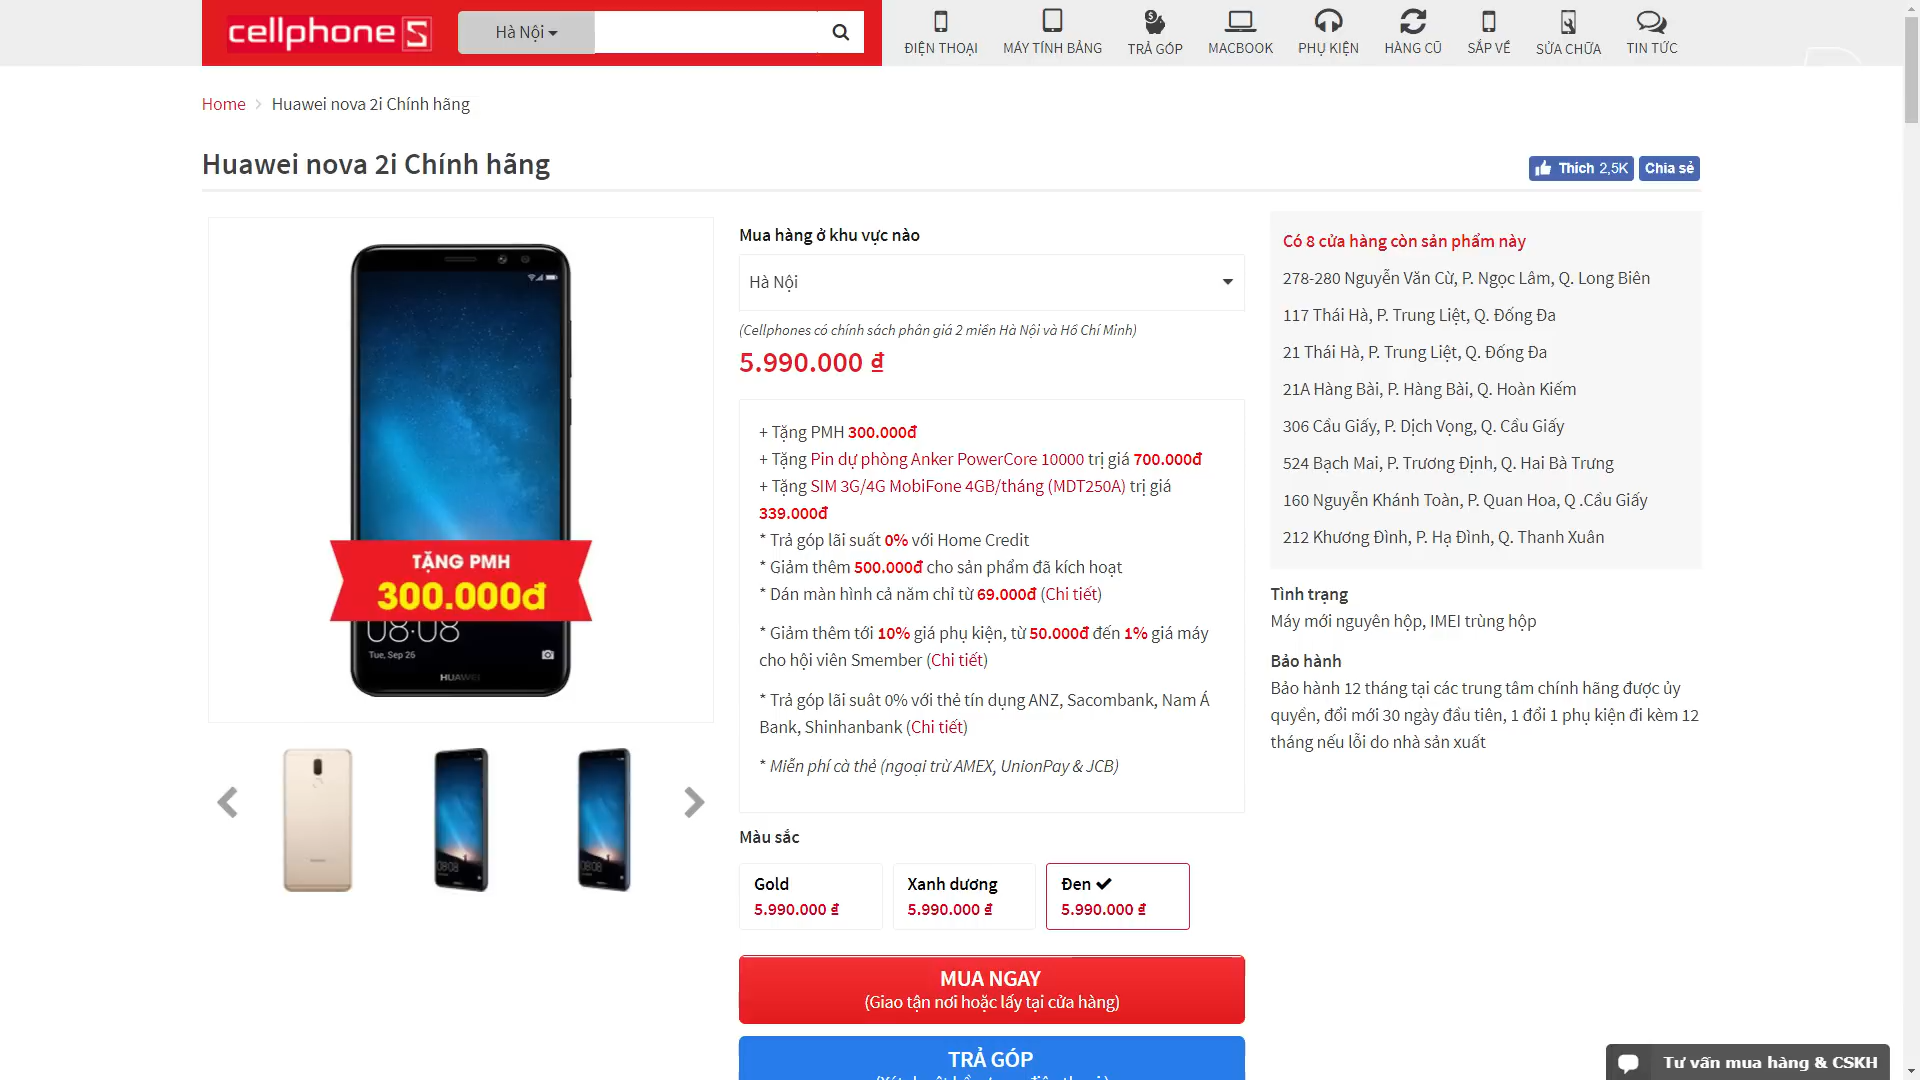 cellphoneS
Hà Nội
ĐIỆN THOẠI
MÁY TÍNH BẢNG
TRẢ GÓP
MACBOOK
PHỤ KIỆN
HÀNG CŨ
SẮP VỀ
SỬA CHỮA
TIN TỨC
Home > Huawei nova 2i Chính hãng
Huawei nova 2i Chính hãng
Thích 2,5K
Chia sẻ
TẶNG PMH
300.000đ
08:08
Tue, Sep 26
HUAWEI
Mua hàng ở khu vực nào
Hà Nội
(Cellphones có chính sách phân giá 2 miền Hà Nội và Hồ Chí Minh)
5.990.000 ₫
+ Tặng PMH 300.000đ
+ Tặng Pin dự phòng Anker PowerCore 10000 trị giá 700.000đ
+ Tặng SIM 3G/4G MobiFone 4GB/tháng (MDT250A) trị giá
339.000đ
* Trả góp lãi suất 0% với Home Credit
* Giảm thêm 500.000đ cho sản phẩm đã kích hoạt
* Dán màn hình cả năm chỉ từ 69.000đ (Chi tiết)
* Giảm thêm tới 10% giá phụ kiện, từ 50.000đ đến 1% giá máy
cho hội viên Smember (Chi tiết)
* Trả góp lãi suât 0% với thẻ tín dụng ANZ, Sacombank, Nam Á
Bank, Shinhanbank (Chi tiết)
* Miễn phí cà thẻ (ngoại trừ AMEX, UnionPay & JCB)
Màu sắc
Gold
5.990.000 ₫
Xanh dương
5.990.000 ₫
Đen
5.990.000 ₫
MUA NGAY
(Giao tận nơi hoặc lấy tại cửa hàng)
TRẢ GÓP
Có 8 cửa hàng còn sản phẩm này
278-280 Nguyễn Văn Cừ, P. Ngọc Lâm, Q. Long Biên
117 Thái Hà, P. Trung Liệt, Q. Đống Đa
21 Thái Hà, P. Trung Liệt, Q. Đống Đa
21A Hàng Bài, P. Hàng Bài, Q. Hoàn Kiếm
306 Cầu Giấy, P. Dịch Vọng, Q. Cầu Giấy
524 Bạch Mai, P. Trương Định, Q. Hai Bà Trưng
160 Nguyễn Khánh Toàn, P. Quan Hoa, Q .Cầu Giấy
212 Khương Đình, P. Hạ Đình, Q. Thanh Xuân
Tình trạng
Máy mới nguyên hộp, IMEI trùng hộp
Bảo hành
Bảo hành 12 tháng tại các trung tâm chính hãng được ủy
quyền, đổi mới 30 ngày đầu tiên, 1 đổi 1 phụ kiện đi kèm 12
tháng nếu lỗi do nhà sản xuất
Tư vấn mua hàng & CSKH